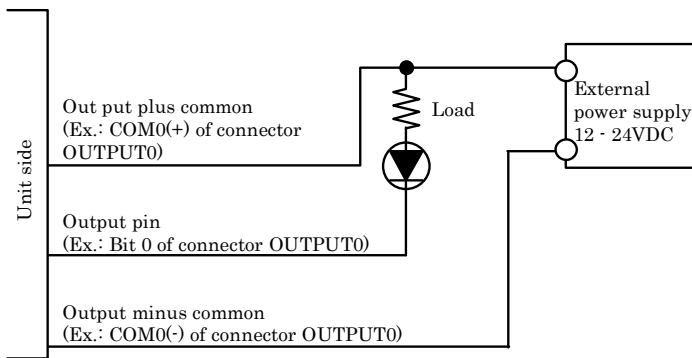 Unit side
Out put plus common
(Ex.: COM0(+) of connector
OUTPUT0)
Load
External
power supply
12 - 24VDC
Output pin
(Ex.: Bit 0 of connector OUTPUT0)
Output minus common
(Ex.: COM0(-) of connector OUTPUT0)